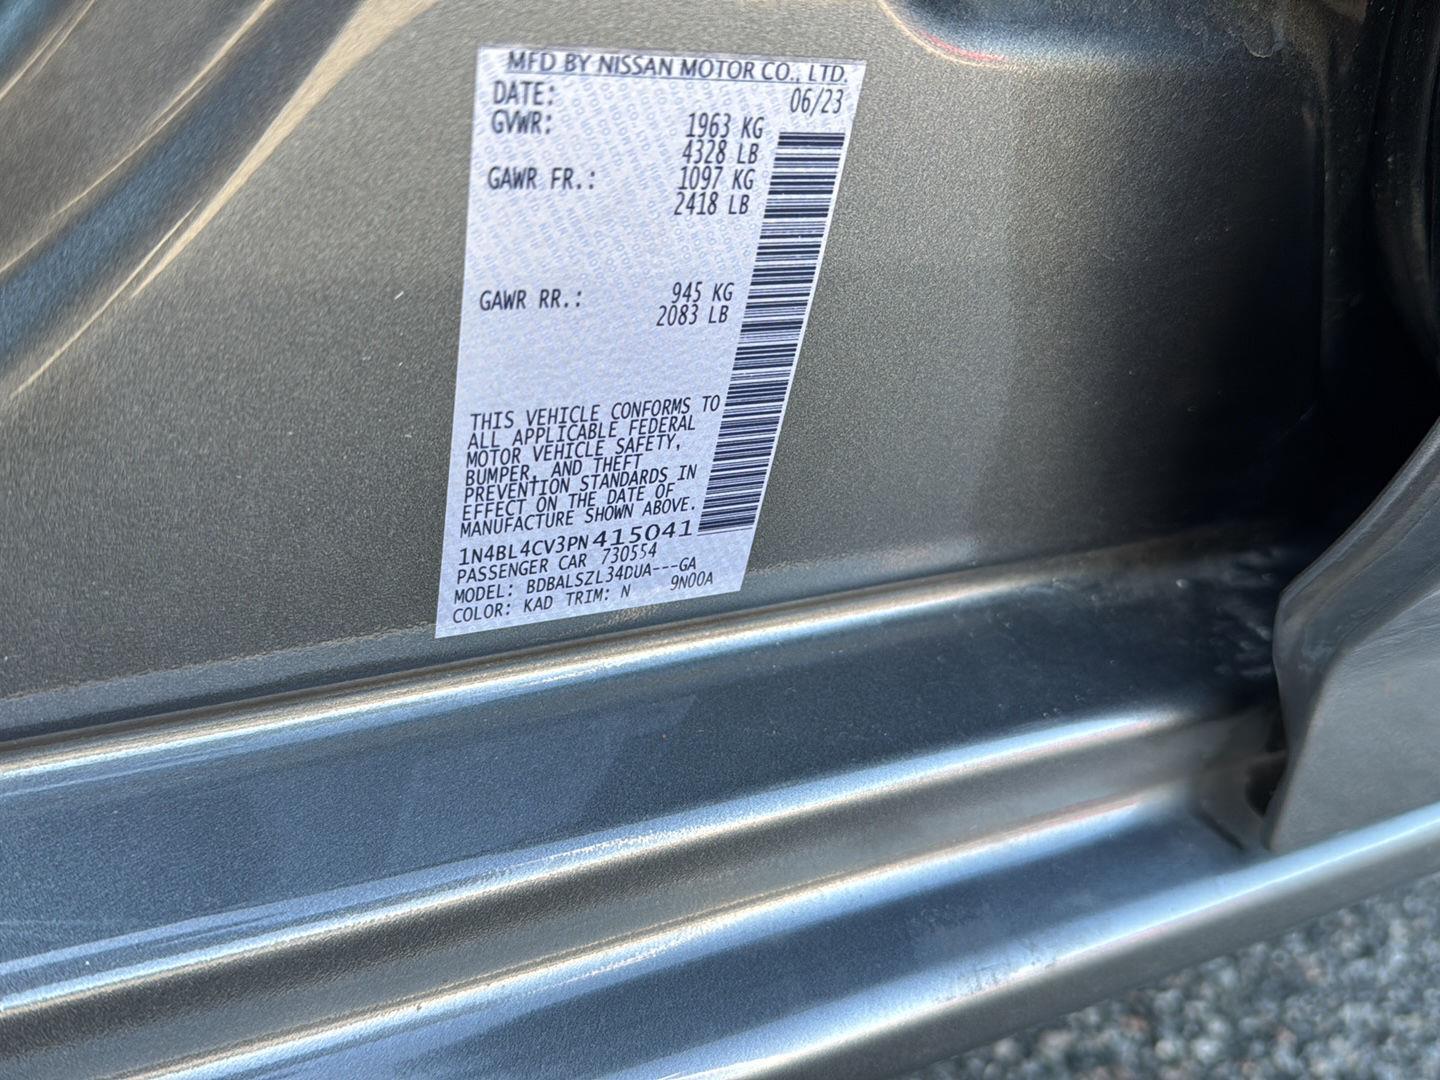 MFD BY NISSAN MOTOR CO., LTD.
DATE: 06/23
GVWR: 1963 KG
4328 LB
GAWR FR.: 1097 KG
2418 LB
GAWR RR.: 945 KG
2083 LB
THIS VEHICLE CONFORMS TO
ALL APPLICABLE FEDERAL
MOTOR VEHICLE SAFETY,
BUMPER, AND THEFT
PREVENTION STANDARDS IN
EFFECT ON THE DATE OF
MANUFACTURE SHOWN ABOVE.
1N4BL4CV3PN415041
PASSENGER CAR 730554
MODEL: BDBALSZL34DUA---GA
COLOR: KAD TRIM: N 9N00A